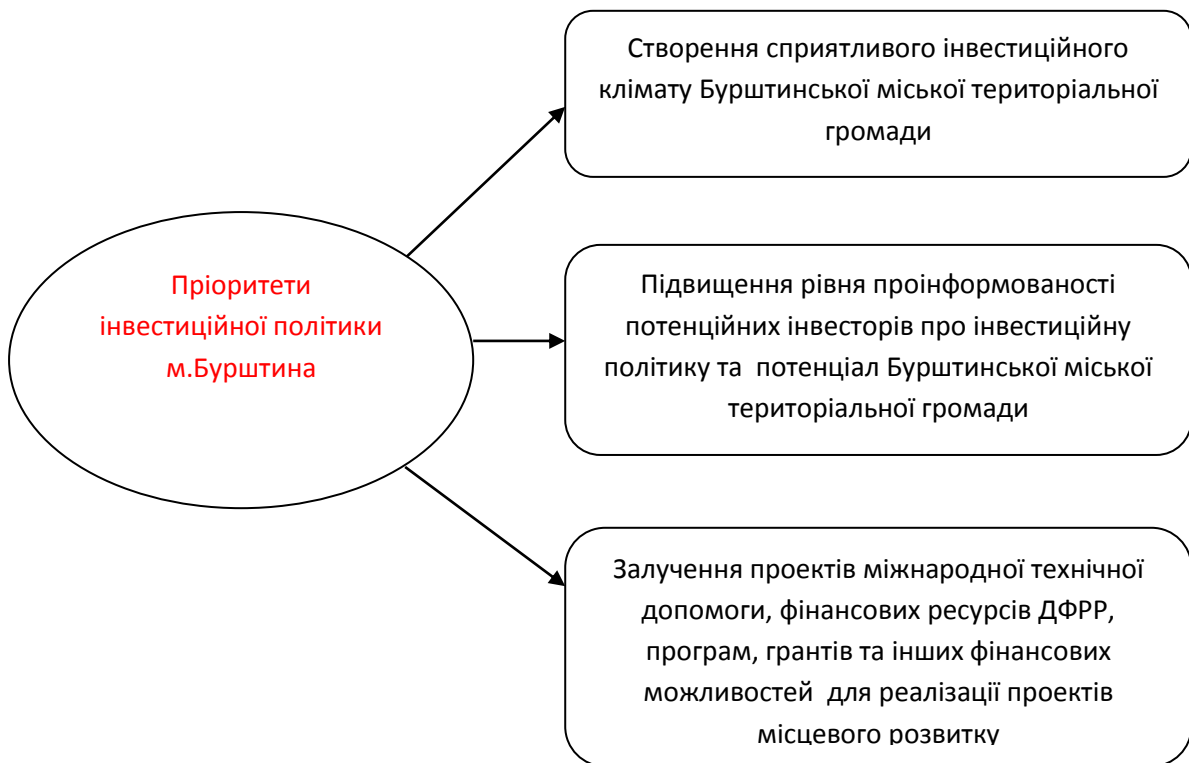 Створення сприятливого інвестиційного
клімату Бурштинської міської територіальної
громади
Пріоритети
інвестиційної політики
м.Бурштина
Підвищення рівня проінформованості
потенційних інвесторів про інвестиційну
політику та потенціал Бурштинської міської
територіальної громади
Залучення проектів міжнародної технічної
допомоги, фінансових ресурсів ДФРР,
програм, грантів та інших фінансових
можливостей для реалізації проектів
місцевого розвитку